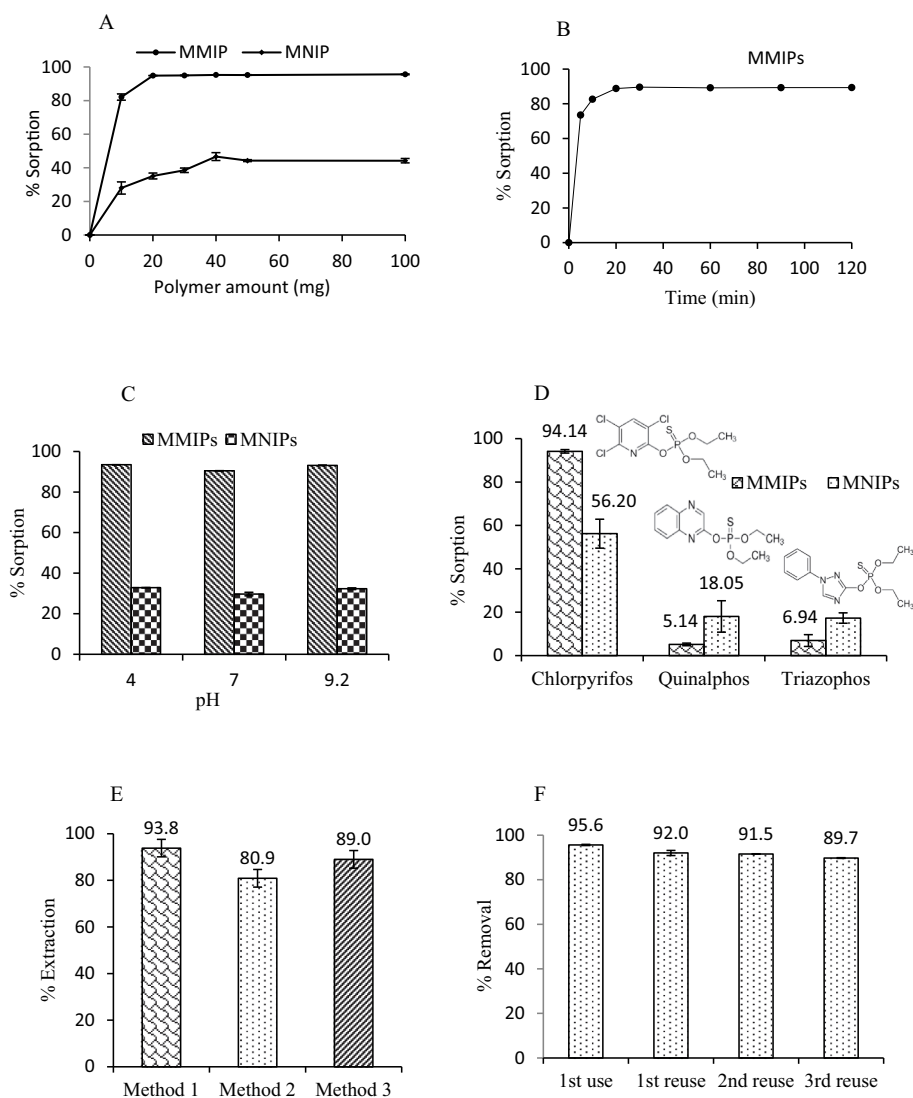 A
MMIP MNIP
100
80
60
40
20
0
% Sorption
0 20 40 60 80 100
Polymer amount (mg)
B
MMIPs
100
80
60
40
20
0
% Sorption
0 20 40 60 80 100 120
Time (min)
C
MMIPs MNIPs
100
80
60
40
20
0
% Sorption
4 7 9.2
pH
D
94.14
56.20
5.14
18.05
6.94
MMIPs MNIPs
Cl Cl Cl N O S P O CH3 O CH3
N N O S P O CH3 O CH3
N N N O S P O CH3 O CH3
100
80
60
40
20
0
% Sorption
Chlorpyrifos Quinalphos Triazophos
E
93.8 80.9 89.0
100
80
60
40
20
0
% Extraction
Method 1 Method 2 Method 3
F
95.6 92.0 91.5 89.7
100
80
60
40
20
0
% Removal
1st use 1st reuse 2nd reuse 3rd reuse